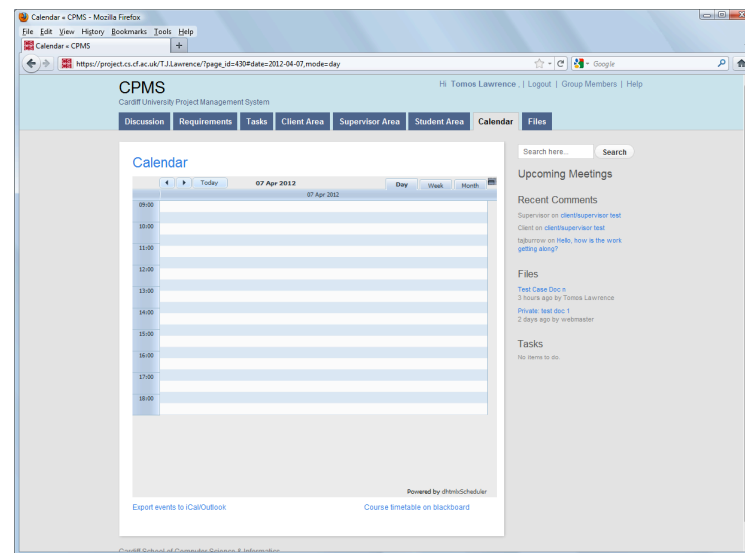 Calendar « CPMS - Mozilla Firefox
File Edit View History Bookmarks Tools Help
Calendar « CPMS
https://project.cs.cf.ac.uk/T.J.Lawrence/?page_id=430#date=2012-04-07,mode=day
Google
CPMS
Cardiff University Project Management System
Hi Tomos Lawrence , | Logout | Group Members | Help
Discussion Requirements Tasks Client Area Supervisor Area Student Area Calendar Files
Calendar
Today 07 Apr 2012 Day Week Month
07 Apr 2012
09:00
10:00
11:00
12:00
13:00
14:00
15:00
16:00
17:00
18:00
Powered by dhtmlxScheduler
Export events to iCal/Outlook Course timetable on blackboard
Search here... Search
Upcoming Meetings
Recent Comments
Supervisor on client/supervisor test
Client on client/supervisor test
tajburrow on Hello, how is the work
getting along?
Files
Test Case Doc n
3 hours ago by Tomos Lawrence
Private: test doc 1
2 days ago by webmaster
Tasks
No items to do.
Cardiff School of Computer Science & Informatics